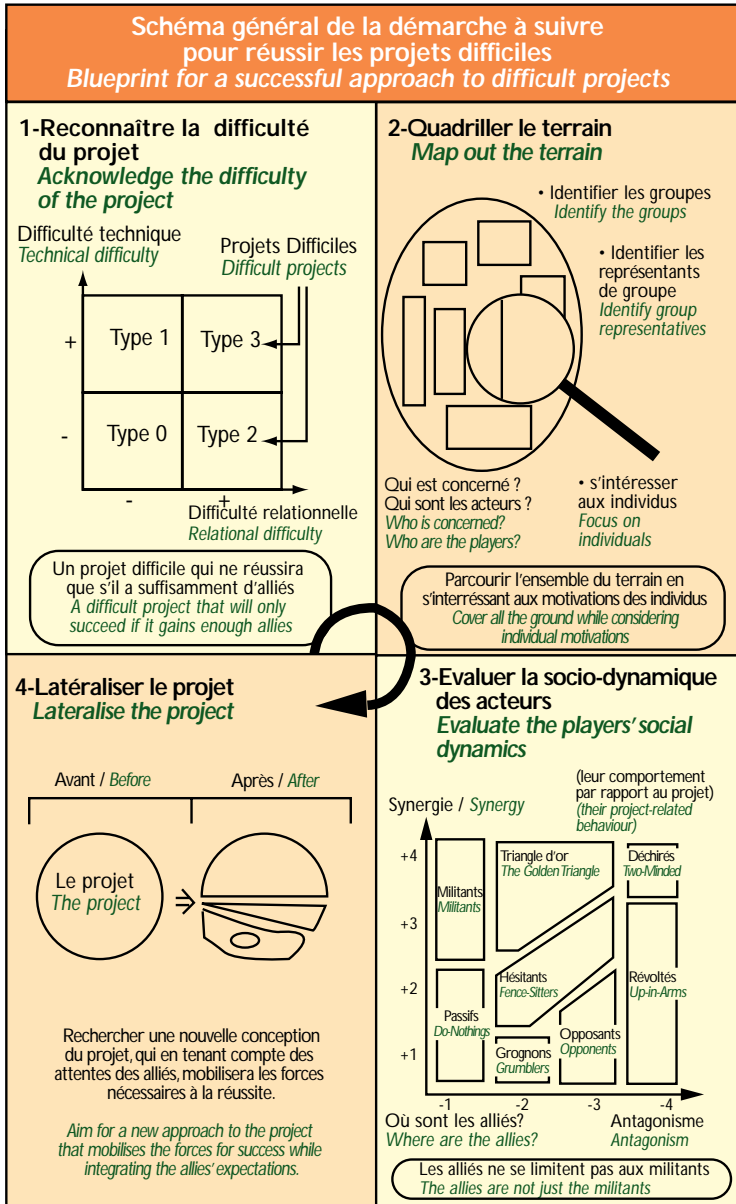 Schéma général de la démarche à suivre
pour réussir les projets difficiles
Blueprint for a successful approach to difficult projects
1-Reconnaître la difficulté
du projet
Acknowledge the difficulty
of the project
Difficulté technique
Technical difficulty
Projets Difficiles
Difficult projects
+
Type 1
Type 3
-
Type 0
Type 2
-
+
Difficulté relationnelle
Relational difficulty
Un projet difficile qui ne réussira
que s'il a suffisamment d'alliés
A difficult project that will only
succeed if it gains enough allies
2-Quadriller le terrain
Map out the terrain
• Identifier les groupes
Identify the groups
• Identifier les
représentants
de groupe
Identify group
representatives
Qui est concerné ?
Qui sont les acteurs ?
Who is concerned?
Who are the players?
• s'intéresser
aux individus
Focus on
individuals
Parcourir l'ensemble du terrain en
s'interréssant aux motivations des individus
Cover all the ground while considering
individual motivations
4-Latéraliser le projet
Lateralise the project
Avant / Before
Après / After
Le projet
The project
Rechercher une nouvelle conception
du projet, qui en tenant compte des
attentes des alliés, mobilisera les forces
nécessaires à la réussite.
Aim for a new approach to the project
that mobilises the forces for success while
integrating the allies' expectations.
3-Evaluer la socio-dynamique
des acteurs
Evaluate the players' social
dynamics
(leur comportement
par rapport au projet)
(their project-related
behaviour)
Synergie / Synergy
+4
+3
+2
+1
Militants
Militants
Triangle d'or
The Golden Triangle
Déchirés
Two-Minded
Passifs
Do-Nothings
Hésitants
Fence-Sitters
Révoltés
Up-in-Arms
Grognons
Grumblers
Opposants
Opponents
-1
-2
-3
-4
Où sont les alliés?
Where are the allies?
Antagonisme
Antagonism
Les alliés ne se limitent pas aux militants
The allies are not just the militants